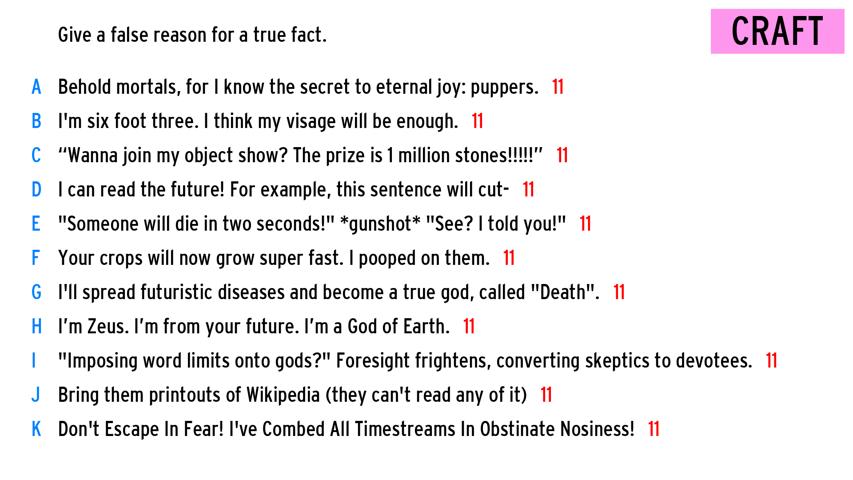 Give a false reason for a true fact.
CRAFT
A Behold mortals, for I know the secret to eternal joy: puppers. 11
B I'm six foot three. I think my visage will be enough. 11
C “Wanna join my object show? The prize is 1 million stones!!!!!” 11
D I can read the future! For example, this sentence will cut- 11
E "Someone will die in two seconds!" *gunshot* "See? I told you!" 11
F Your crops will now grow super fast. I pooped on them. 11
G I'll spread futuristic diseases and become a true god, called "Death". 11
H I’m Zeus. I’m from your future. I’m a God of Earth. 11
I "Imposing word limits onto gods?" Foresight frightens, converting skeptics to devotees. 11
J Bring them printouts of Wikipedia (they can't read any of it) 11
K Don't Escape In Fear! I've Combed All Timestreams In Obstinate Nosiness! 11